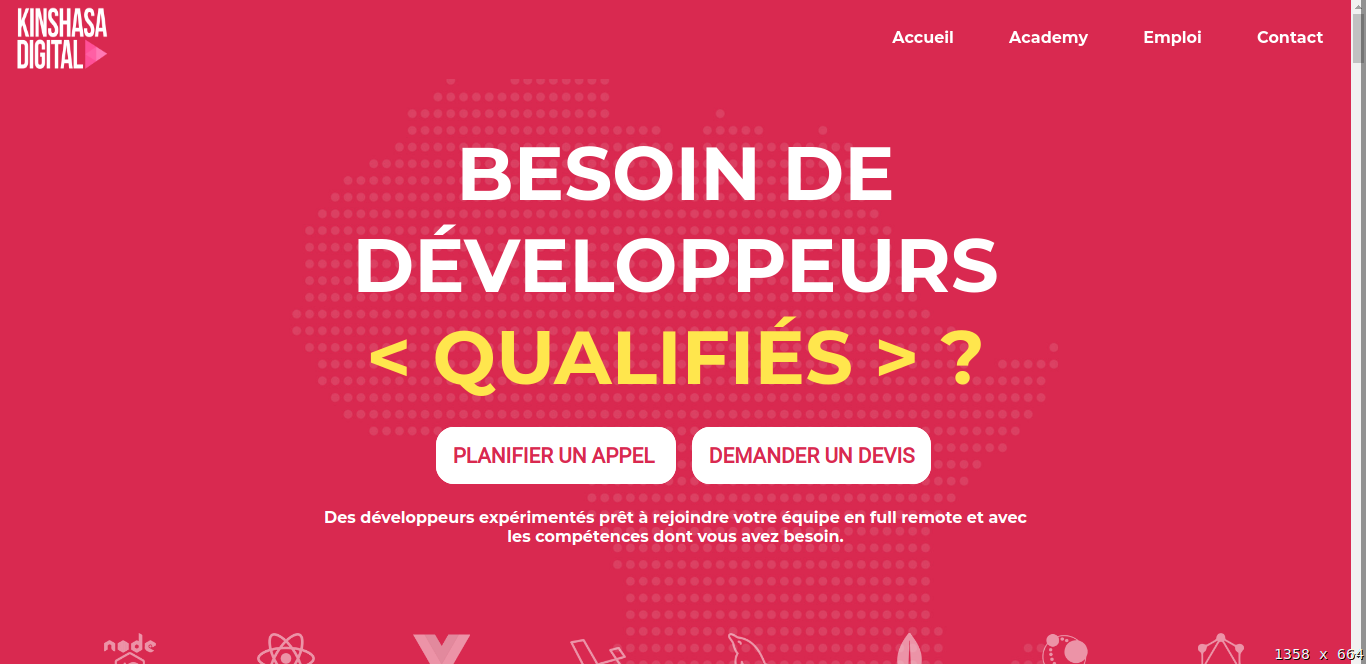 KINSHASA
DIGITAL
Accueil Academy Emploi Contact
BESOIN DE
DÉVELOPPEURS
< QUALIFIÉS > ?
PLANIFIER UN APPEL DEMANDER UN DEVIS
Des développeurs expérimentés prêt à rejoindre votre équipe en full remote et avec
les compétences dont vous avez besoin.
node
1358 x 664